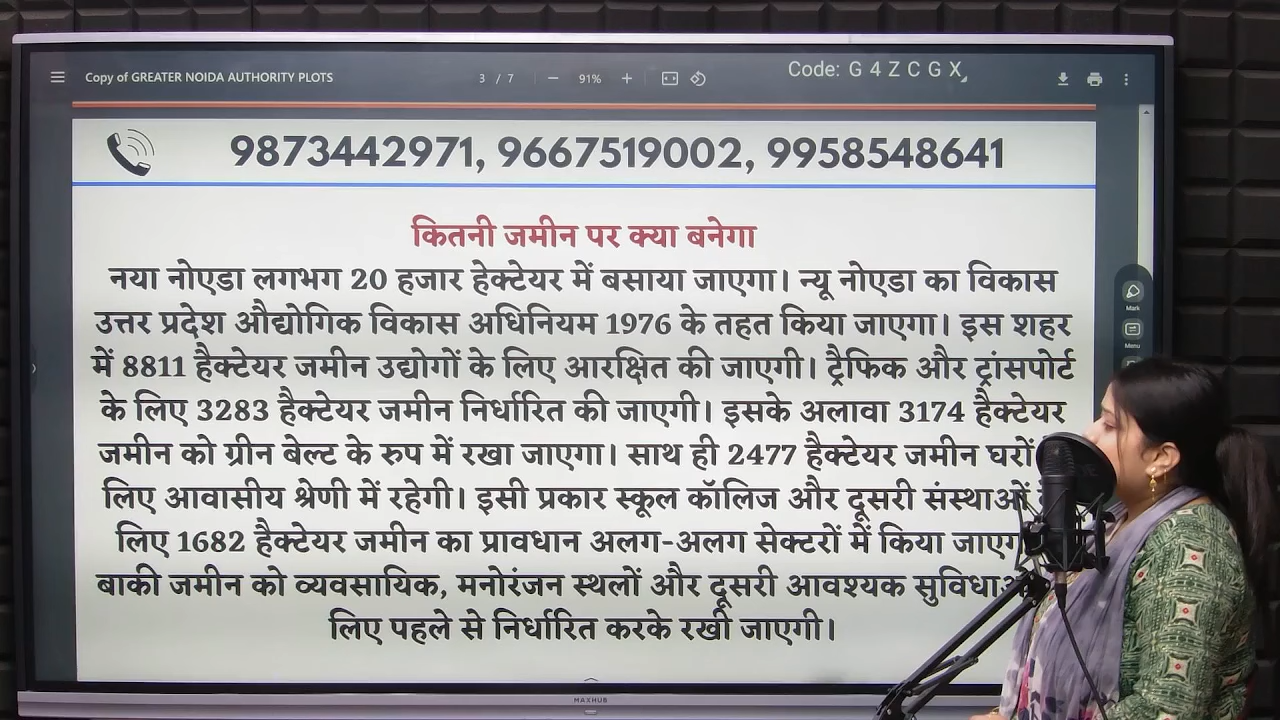 Copy of GREATER NOIDA AUTHORITY PLOTS 3 / 7 91% Code: G 4 Z C G X
9873442971, 9667519002, 9958548641
कितनी जमीन पर क्या बनेगा
नया नोएडा लगभग 20 हजार हेक्टेयर में बसाया जाएगा। न्यू नोएडा का विकास
उत्तर प्रदेश औद्योगिक विकास अधिनियम 1976 के तहत किया जाएगा। इस शहर
में 8811 हैक्टेयर जमीन उद्योगों के लिए आरक्षित की जाएगी। ट्रैफिक और ट्रांसपोर्ट
के लिए 3283 हैक्टेयर जमीन निर्धारित की जाएगी। इसके अलावा 3174 हैक्टेयर
जमीन को ग्रीन बेल्ट के रुप में रखा जाएगा। साथ ही 2477 हैक्टेयर जमीन घरों
लिए आवासीय श्रेणी में रहेगी। इसी प्रकार स्कूल कॉलिज और दूसरी संस्थाओं
लिए 1682 हैक्टेयर जमीन का प्रावधान अलग-अलग सेक्टरों में किया
बाकी जमीन को व्यवसायिक, मनोरंजन स्थलों और दूसरी आवश्यक
लिए पहले से निर्धारित करके रखी जाएगी।
Mark
Menu
MAXHUB